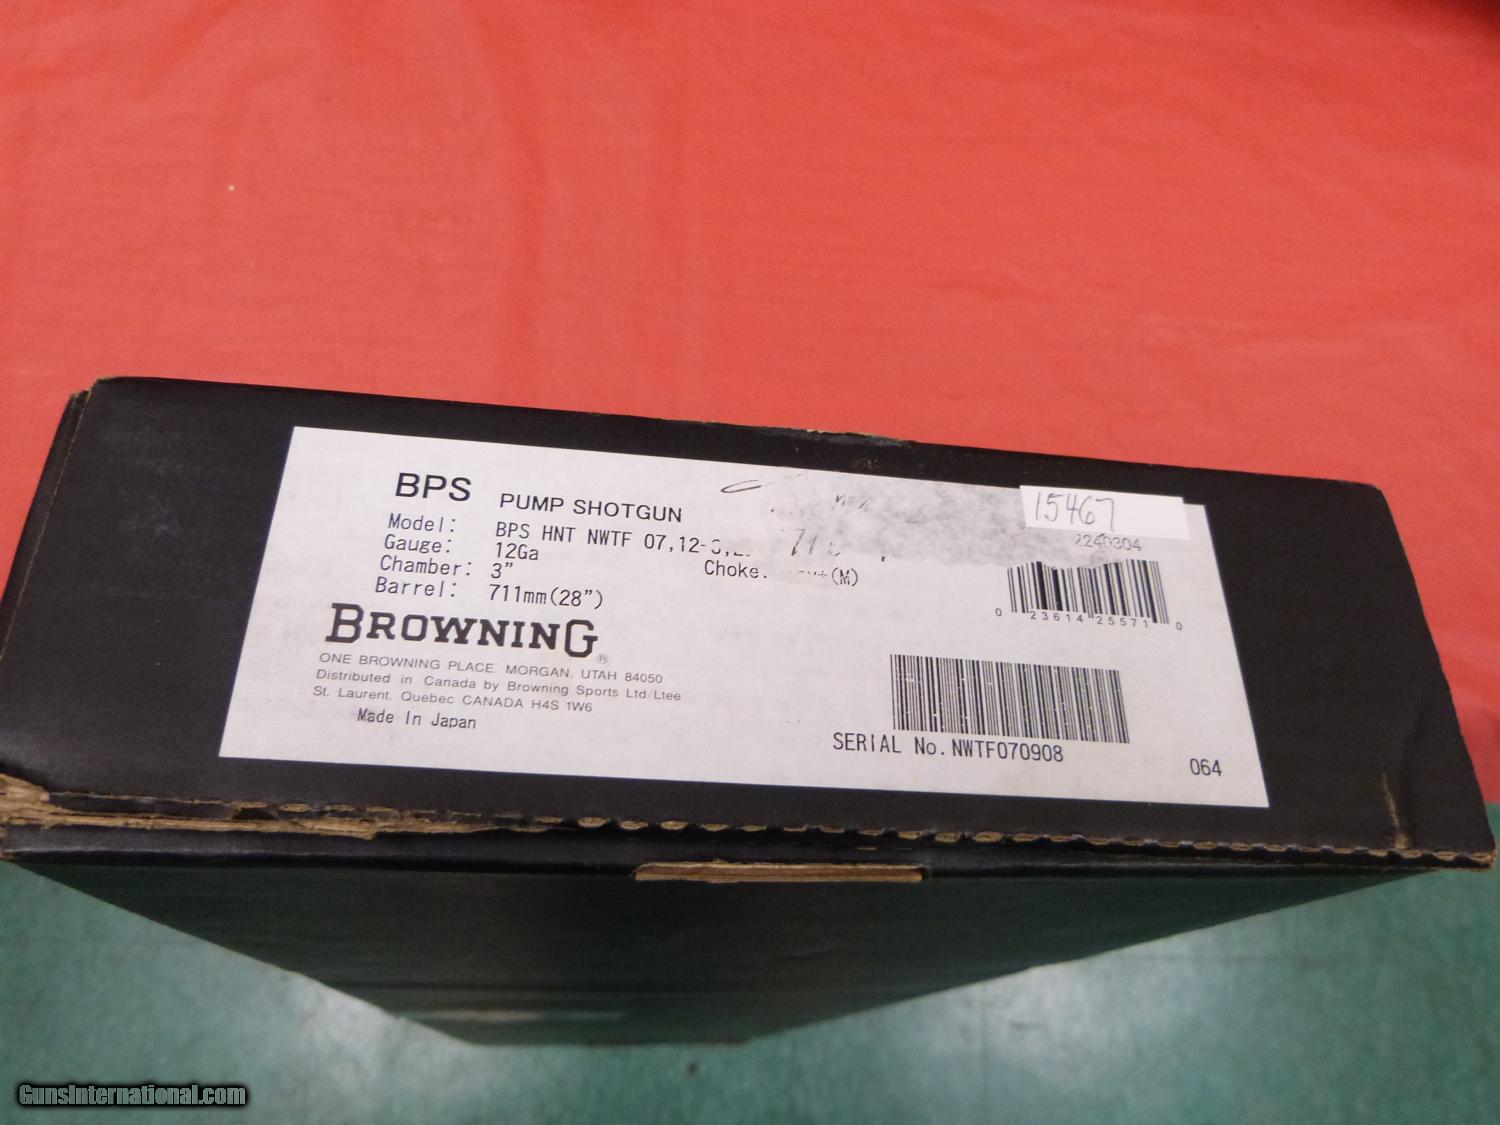 BPS PUMP SHOTGUN
15467
Model: BPS HNT NWTF 07,12-
2240304
Gauge: 12Ga
Choke. (M)
Chamber: 3”
Barrel: 711mm(28”)
0 23614 25571 0
BROWNING®
ONE BROWNING PLACE. MORGAN. UTAH 84050
Distributed in Canada by Browning Sports Ltd/Ltee
St. Laurent. Quebec CANADA H4S 1W6
Made In Japan
SERIAL No. NWTF070908
064
GunsInternational.com